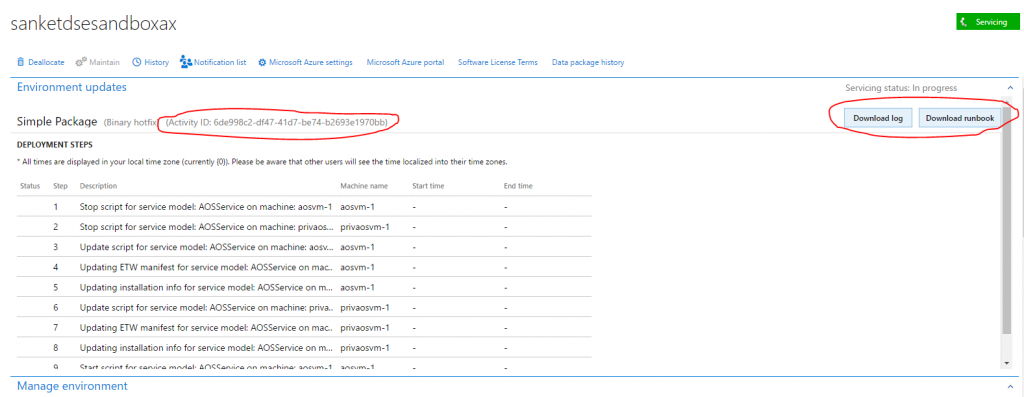 sanketdsesandboxax
Servicing
Deallocate Maintain History Notification list Microsoft Azure settings Microsoft Azure portal Software License Terms Data package history
Environment updates Servicing status: In progress
Simple Package (Binary hotfix) (Activity ID: 6de998c2-df47-41d7-be74-b2693e1970bb) Download log Download runbook
DEPLOYMENT STEPS
* All times are displayed in your local time zone (currently {0}). Please be aware that other users will see the time localized into their time zones.
Status Step Description Machine name Start time End time
1 Stop script for service model: AOSService on machine: aosvm-1 aosvm-1 - -
2 Stop script for service model: AOSService on machine: privaos... privaosvm-1 - -
3 Update script for service model: AOSService on machine: aosv... aosvm-1 - -
4 Updating ETW manifest for service model: AOSService on mac... aosvm-1 - -
5 Updating installation info for service model: AOSService on m... aosvm-1 - -
6 Update script for service model: AOSService on machine: priva... privaosvm-1 - -
7 Updating ETW manifest for service model: AOSService on mac... privaosvm-1 - -
8 Updating installation info for service model: AOSService on m... privaosvm-1 - -
9 Start script for service model: AOSService on machine: aosvm-1 aosvm-1 - -
Manage environment